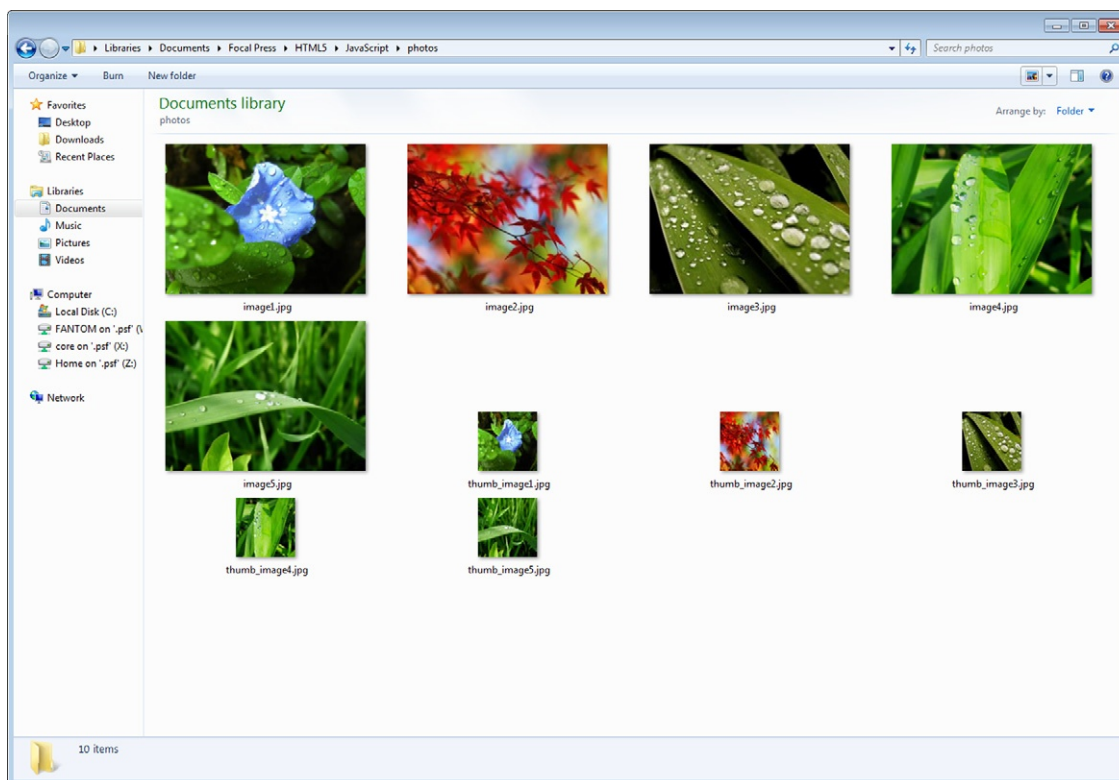 Libraries Documents Focal Press HTML5 JavaScript photos
Search photos
Organize Burn New folder
Documents library
photos
Arrange by: Folder
Favorites
Desktop
Downloads
Recent Places
Libraries
Documents
Music
Pictures
Videos
Computer
Local Disk (C:)
FANTOM on '.psf' (
core on '.psf' (X:)
Home on '.psf' (Z:)
Network
image1.jpg
image2.jpg
image3.jpg
image4.jpg
image5.jpg
thumb_image1.jpg
thumb_image2.jpg
thumb_image3.jpg
thumb_image4.jpg
thumb_image5.jpg
10 items